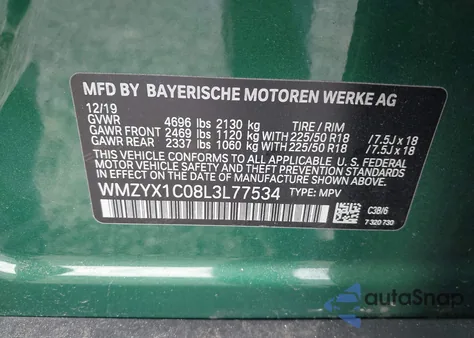 MFD BY BAYERISCHE MOTOREN WERKE AG
12/19
GVWR 4696 lbs 2130 kg TIRE / RIM
GAWR FRONT 2469 lbs 1120 kg WITH 225/50 R18 /7.5J x 18
GAWR REAR 2337 lbs 1060 kg WITH 225/50 R18 /7.5J x 18
THIS VEHICLE CONFORMS TO ALL APPLICABLE U.S. FEDERAL
MOTOR VEHICLE SAFETY AND THEFT PREVENTION STANDARDS
IN EFFECT ON THE DATE OF MANUFACTURE SHOWN ABOVE.
WMZYX1C08L3L77534 TYPE: MPV
C3B/6
7 320 730
autoSnap